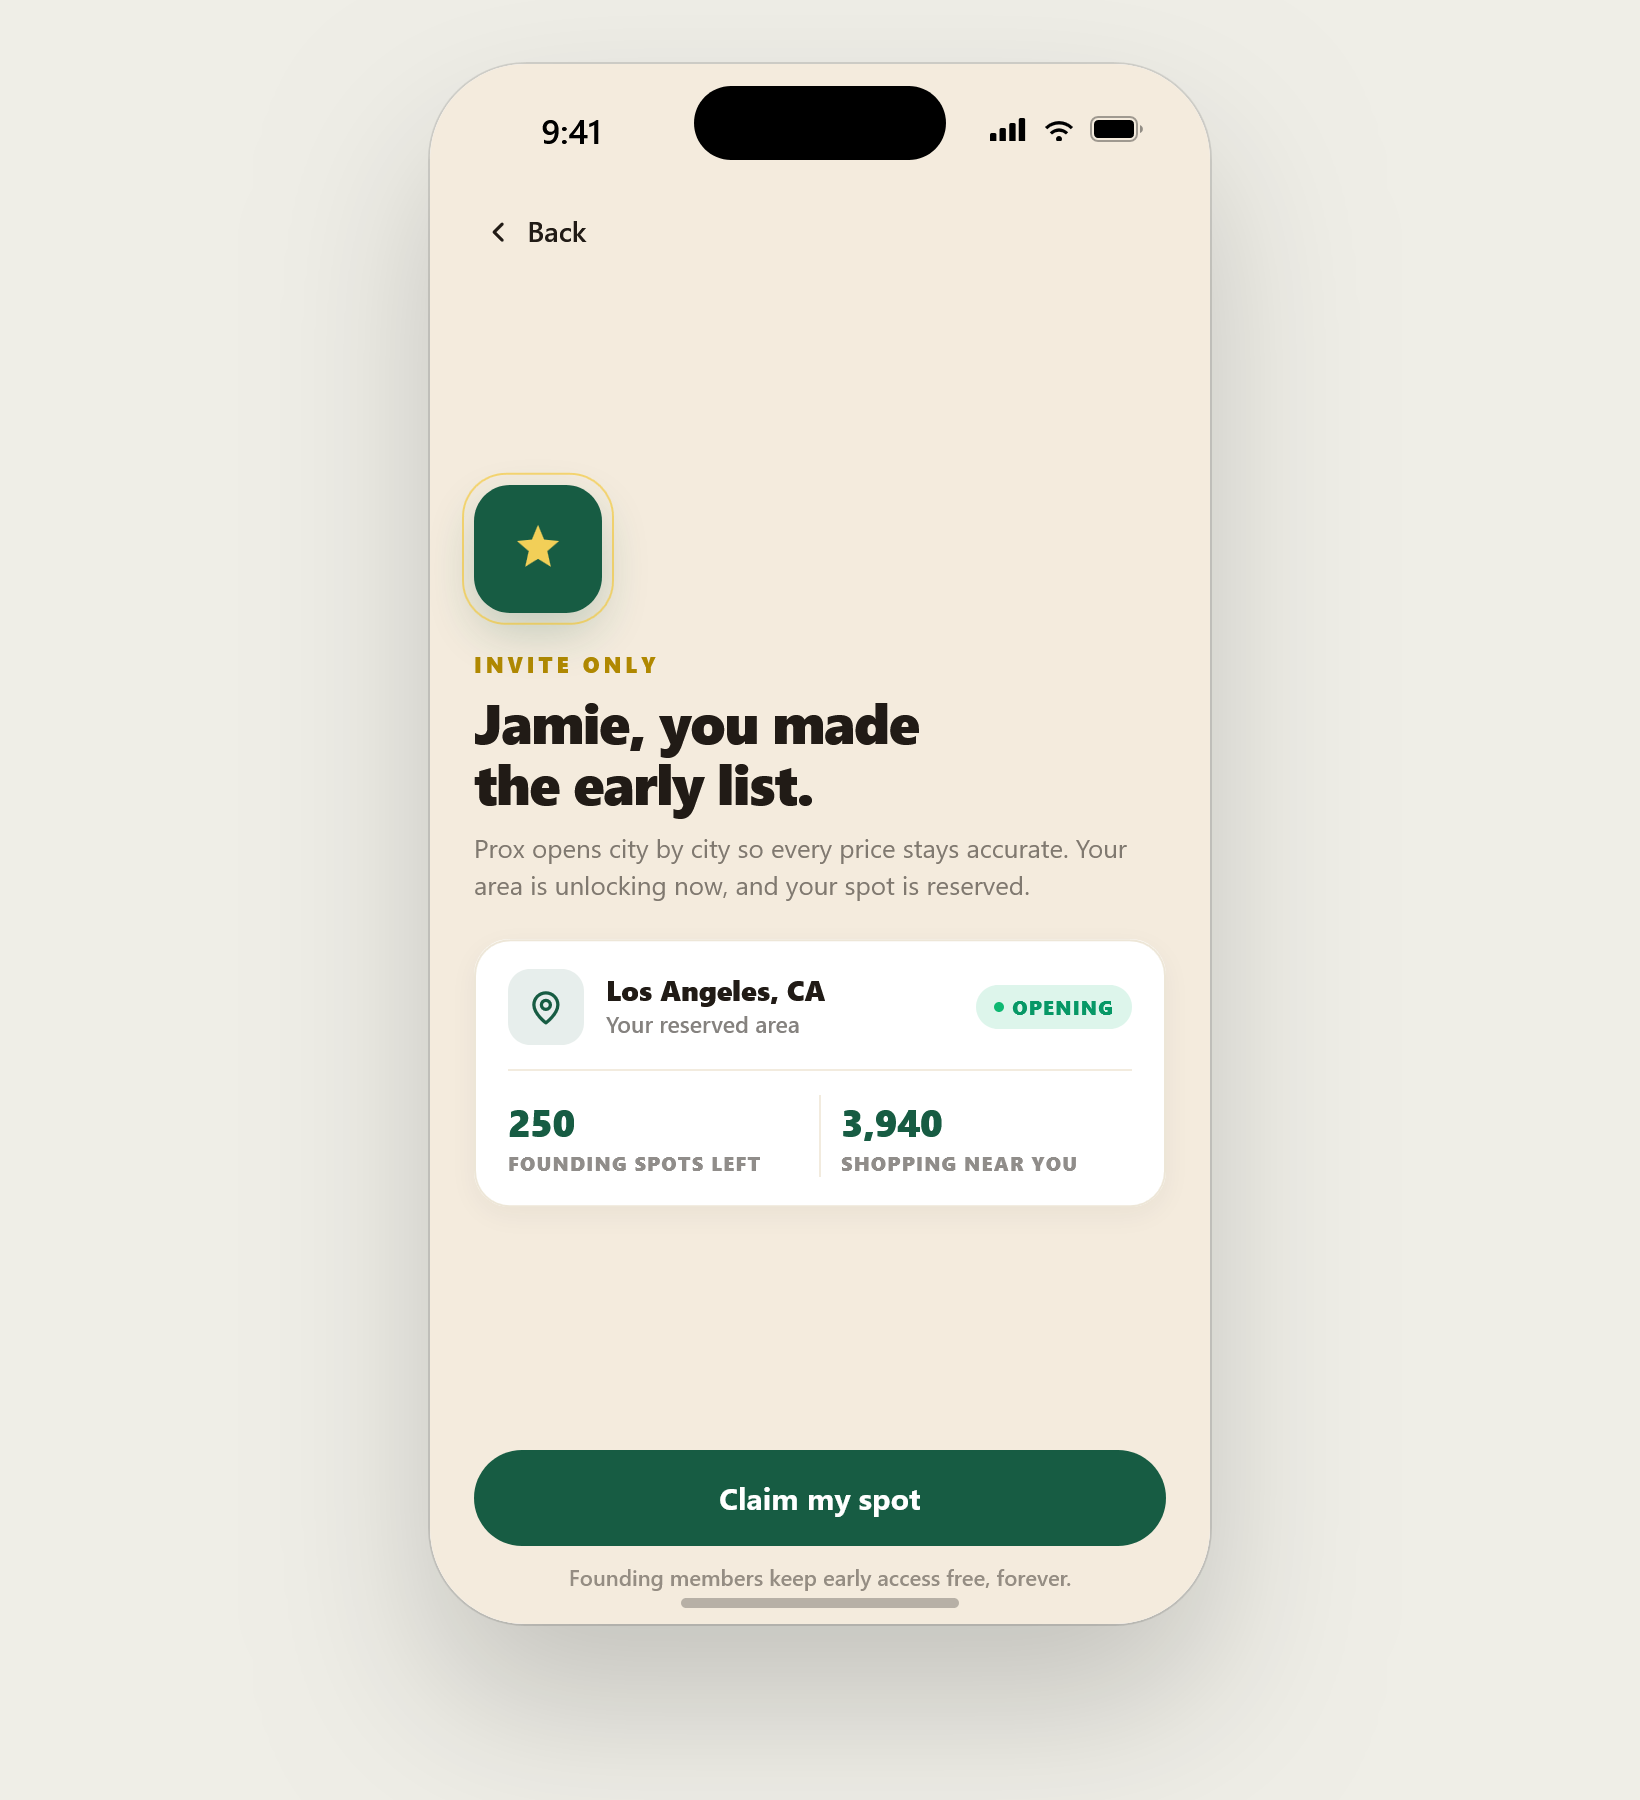 9:41
Back
INVITE ONLY
Jamie, you made
the early list.
Prox opens city by city so every price stays accurate. Your
area is unlocking now, and your spot is reserved.
Los Angeles, CA
Your reserved area
OPENING
250
FOUNDING SPOTS LEFT
3,940
SHOPPING NEAR YOU
Claim my spot
Founding members keep early access free, forever.